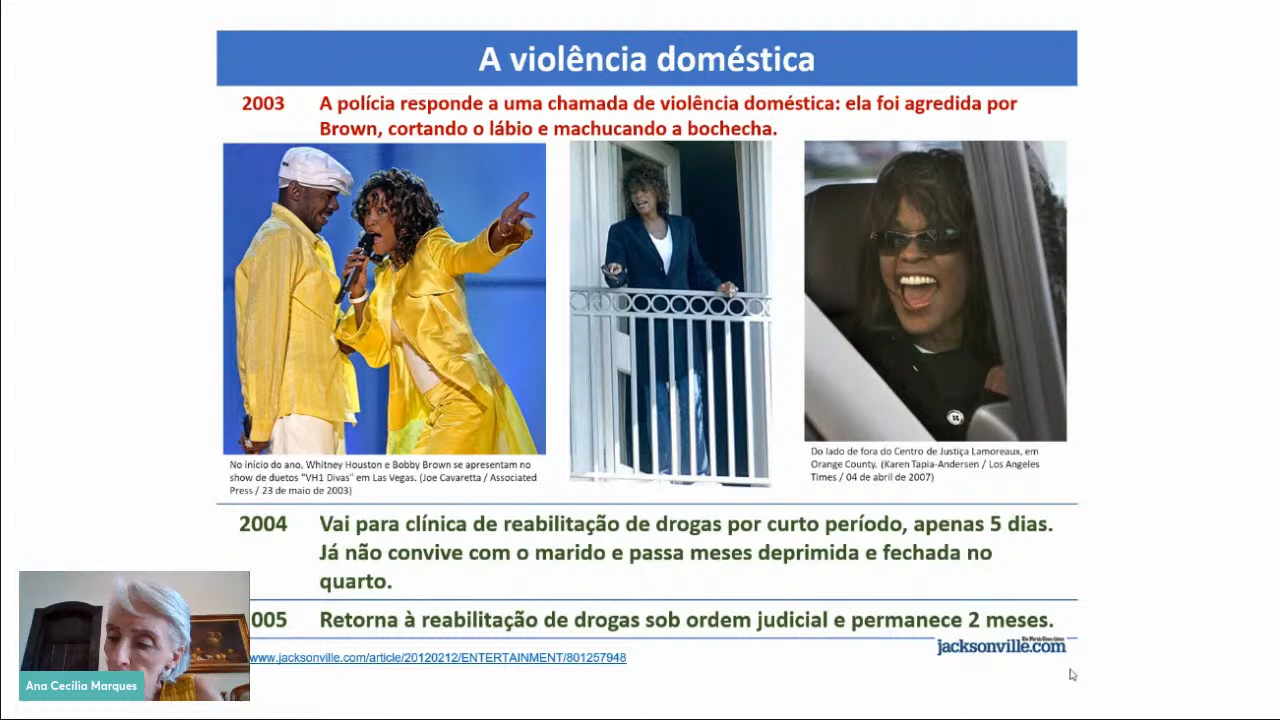 A violência doméstica
2003 A polícia responde a uma chamada de violência doméstica: ela foi agredida por
Brown, cortando o lábio e machucando a bochecha.
No início do ano, Whitney Houston e Bobby Brown se apresentam no
show de duetos "VH1 Divas" em Las Vegas. (Joe Cavaretta / Associated
Press / 23 de maio de 2003)
Do lado de fora do Centro de Justiça Lamoreaux, em
Orange County. (Karen Tapia-Andersen / Los Angeles
Times / 04 de abril de 2007)
2004 Vai para clínica de reabilitação de drogas por curto período, apenas 5 dias.
Já não convive com o marido e passa meses deprimida e fechada no
quarto.
005 Retorna à reabilitação de drogas sob ordem judicial e permanece 2 meses.
jacksonville.com
www.jacksonville.com/article/20120212/ENTERTAINMENT/801257948
Ana Cecilia Marques